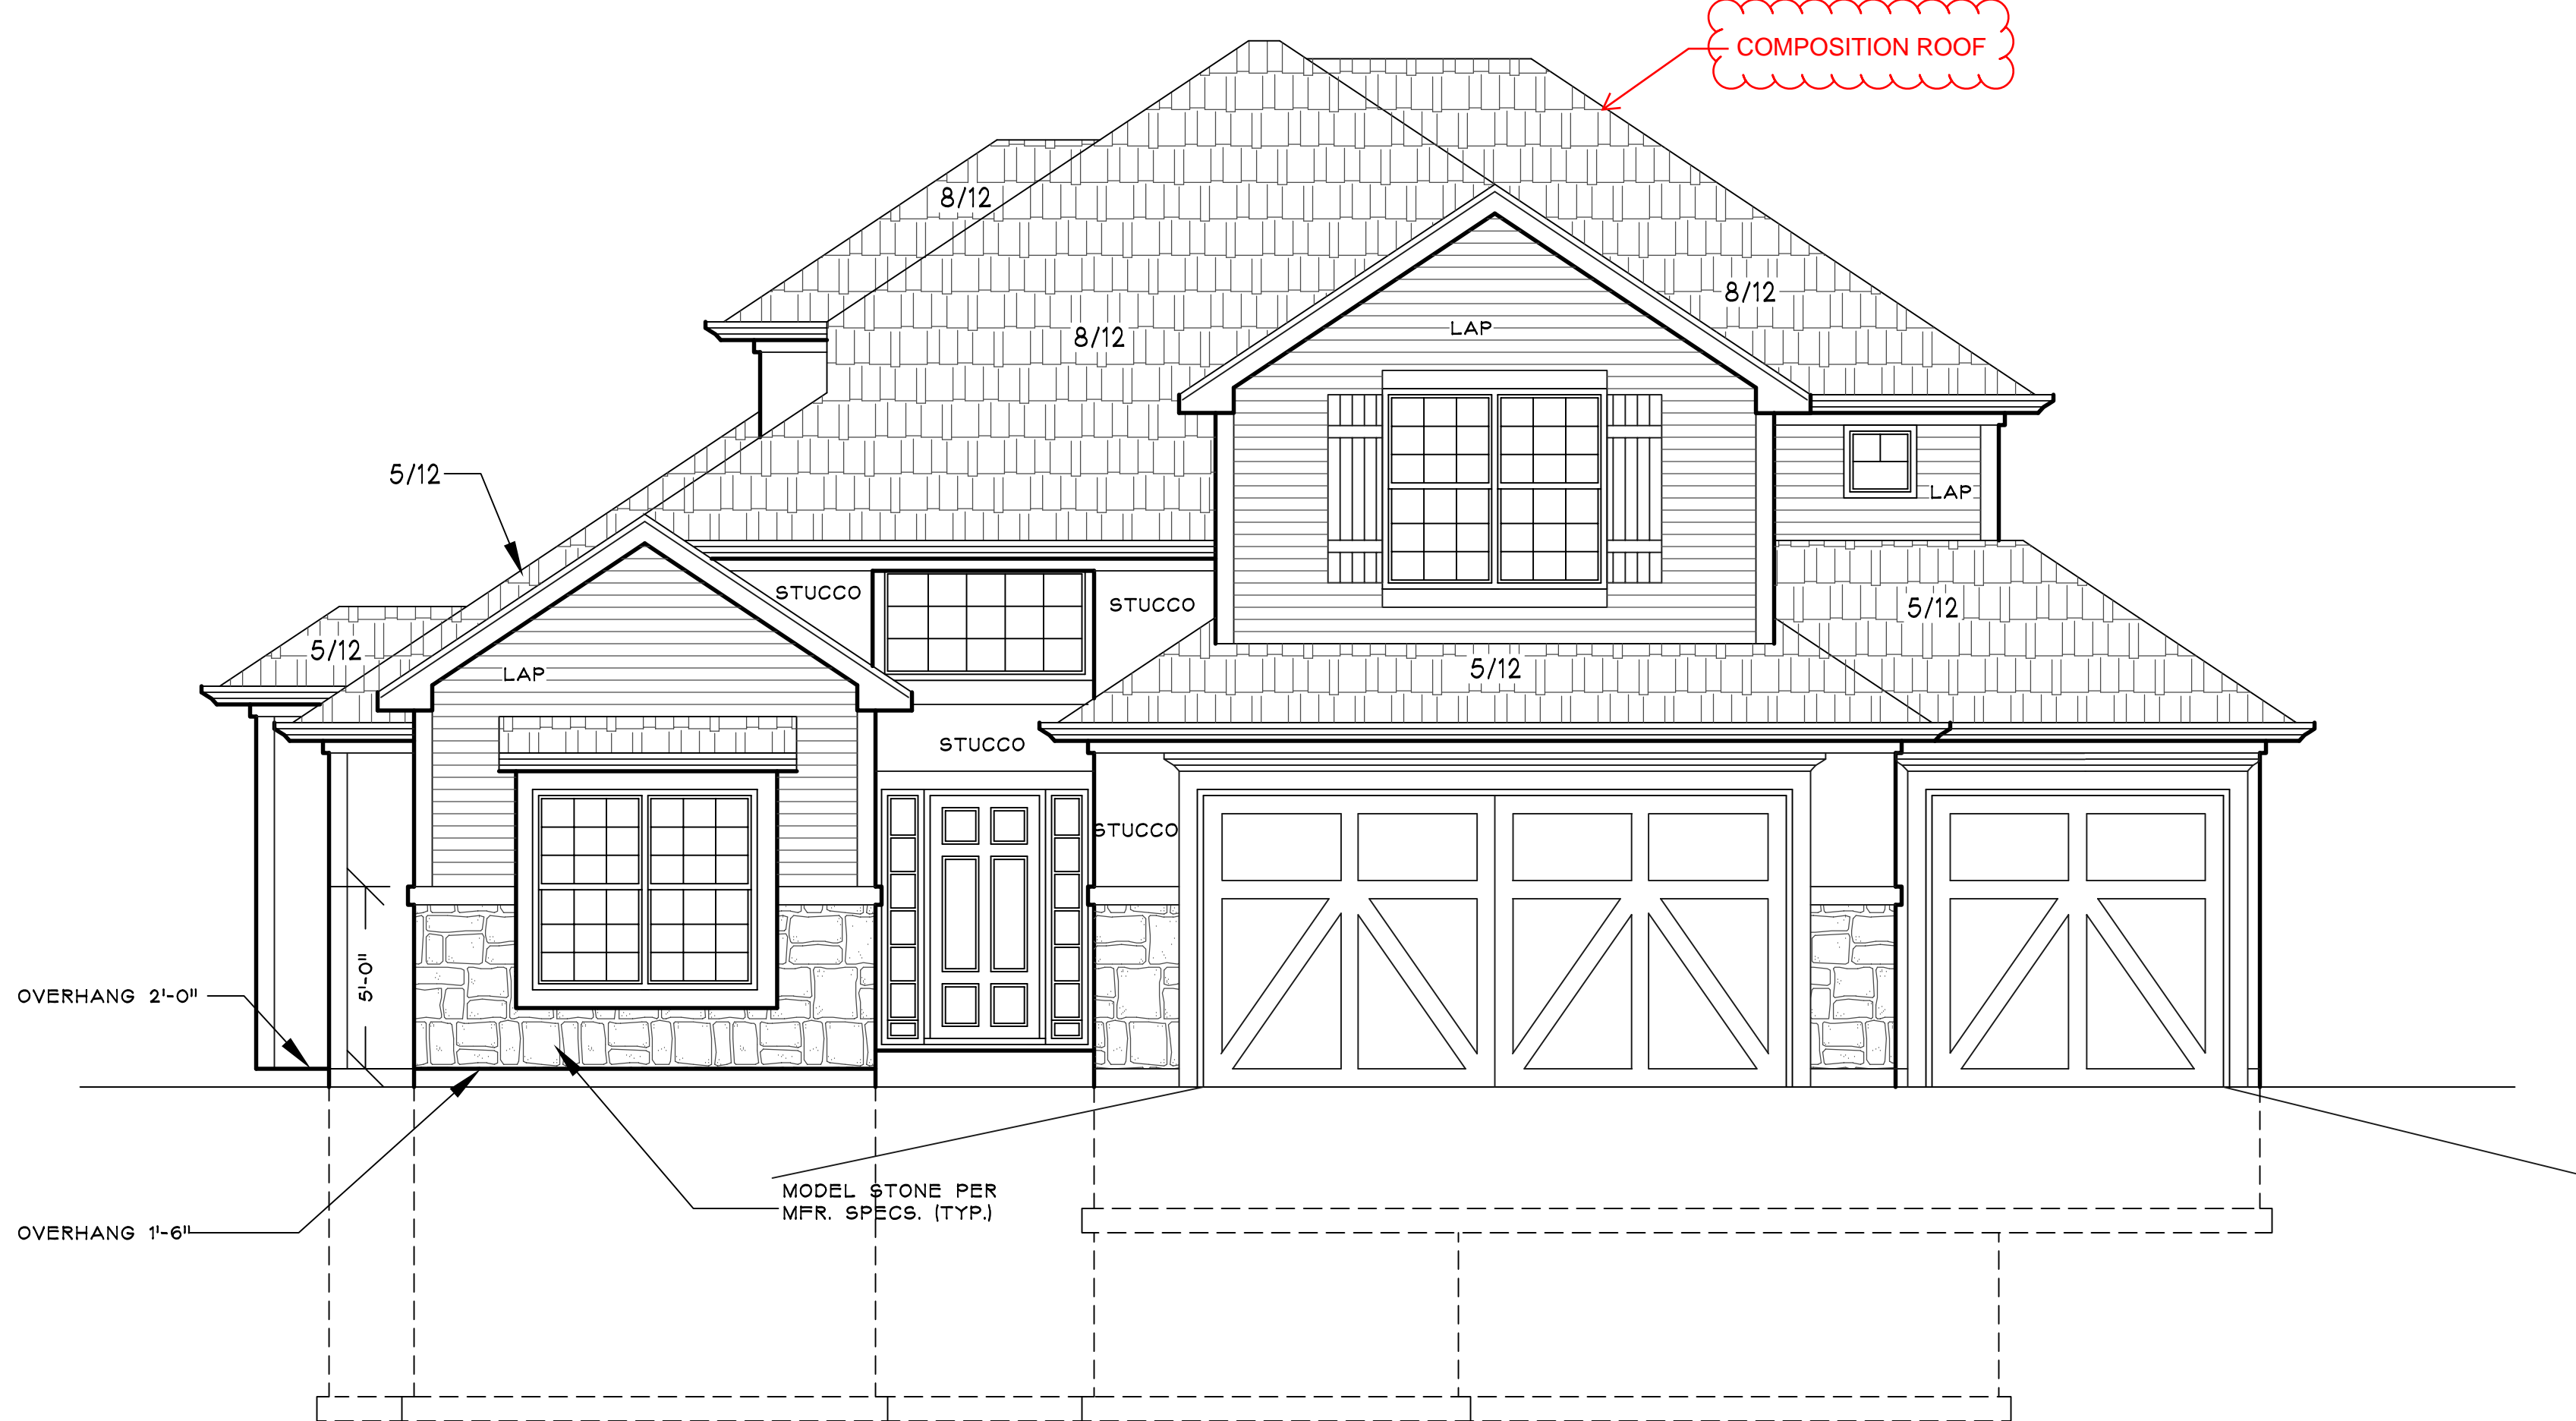 COMPOSITION ROOF
8/12
8/12
8/12
LAP
5/12
LAP
STUCCO
STUCCO
5/12
5/12
LAP
5/12
STUCCO
STUCCO
5'-0"
OVERHANG 2'-0"
MODEL STONE PER
MFR. SPECS. (TYP.)
OVERHANG 1'-6"